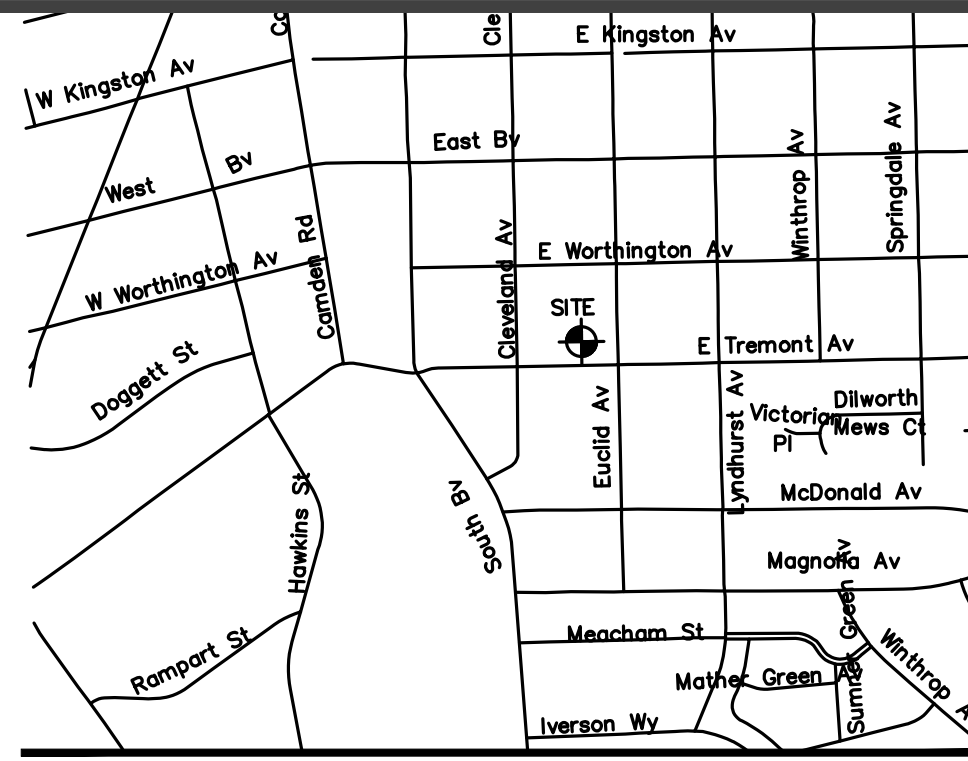 Cle
E Kingston Av
W Kingston Av
East Bv
West Bv
Winthrop Av
Springdale Av
Camden Rd
Cleveland Av
E Worthington Av
W Worthington Av
SITE
E Tremont Av
Doggett St
Euclid Av
Lyndhurst Av
Dilworth
Mews Ct
Victorian
Pl
McDonald Av
South Bv
Hawkins St
Magnolia Av
Meacham St
Green Av
Summer
Rampart St
Mather Green Av
Winthrop A
Iverson Wy